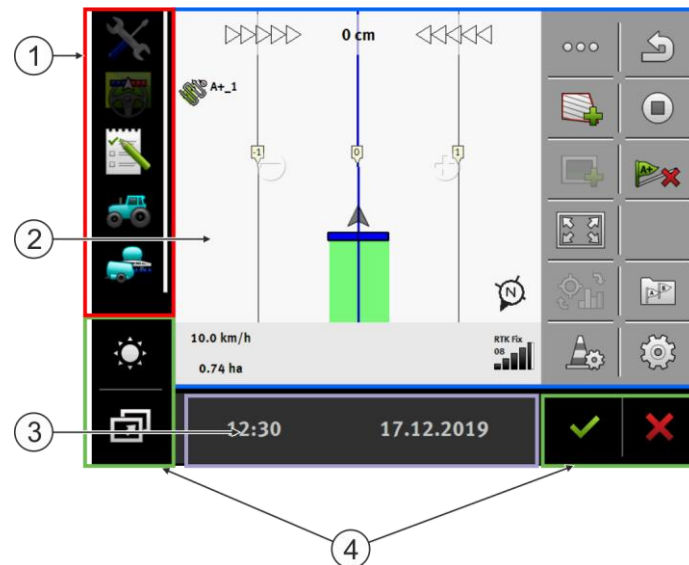 1
0 cm
A+_1
-1
0
1
A+
2
N
A B
10.0 km/h
RTK Fix
08
0.74 ha
3
12:30
17.12.2019
4